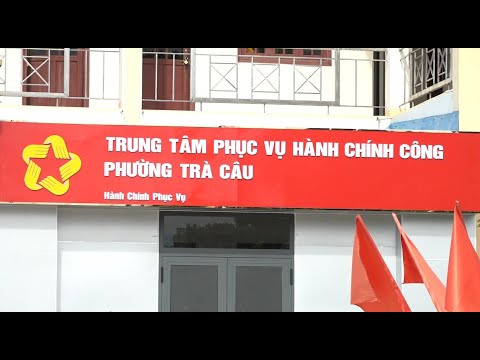 TRUNG TÂM PHỤC VỤ HÀNH CHÍNH CÔNG
PHƯỜNG TRÀ CÂU
Hành Chính Phục Vụ